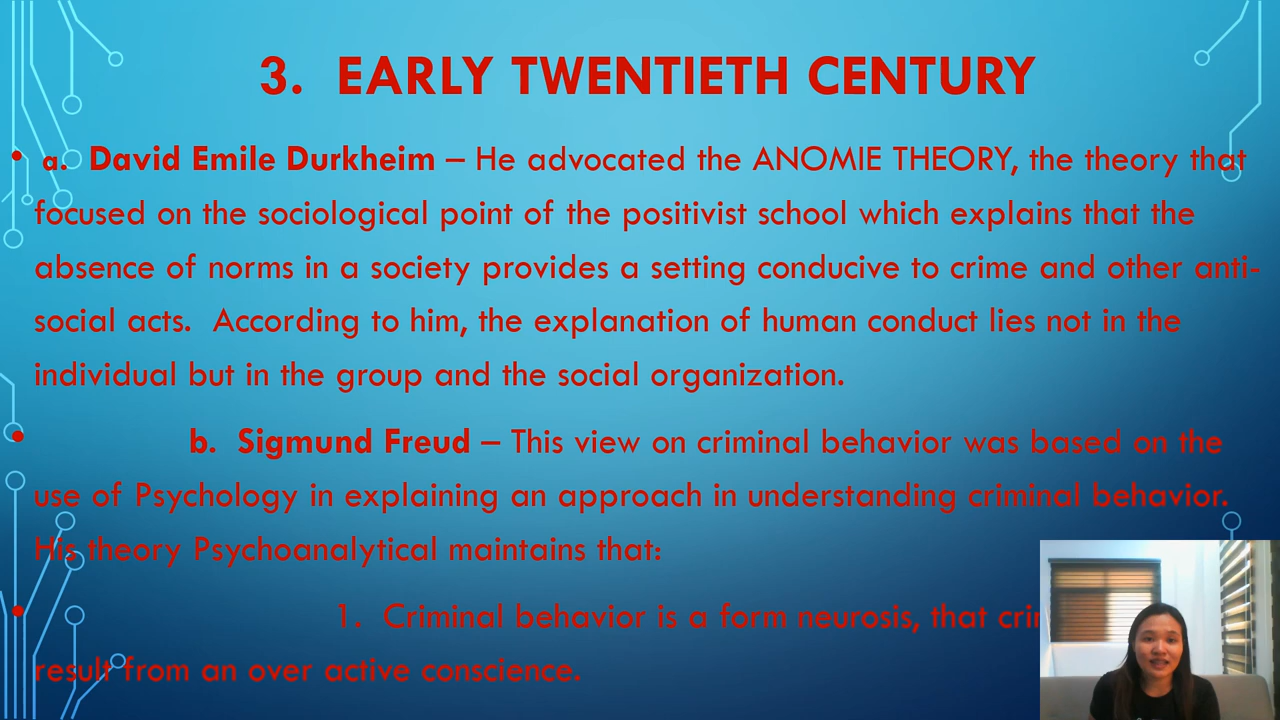 3. EARLY TWENTIETH CENTURY
• a. David Emile Durkheim – He advocated the ANOMIE THEORY, the theory that
focused on the sociological point of the positivist school which explains that the
absence of norms in a society provides a setting conducive to crime and other anti-
social acts. According to him, the explanation of human conduct lies not in the
individual but in the group and the social organization.
• b. Sigmund Freud – This view on criminal behavior was based on the
use of Psychology in explaining an approach in understanding criminal behavior.
His theory Psychoanalytical maintains that:
• 1. Criminal behavior is a form neurosis, that
result from an over active conscience.